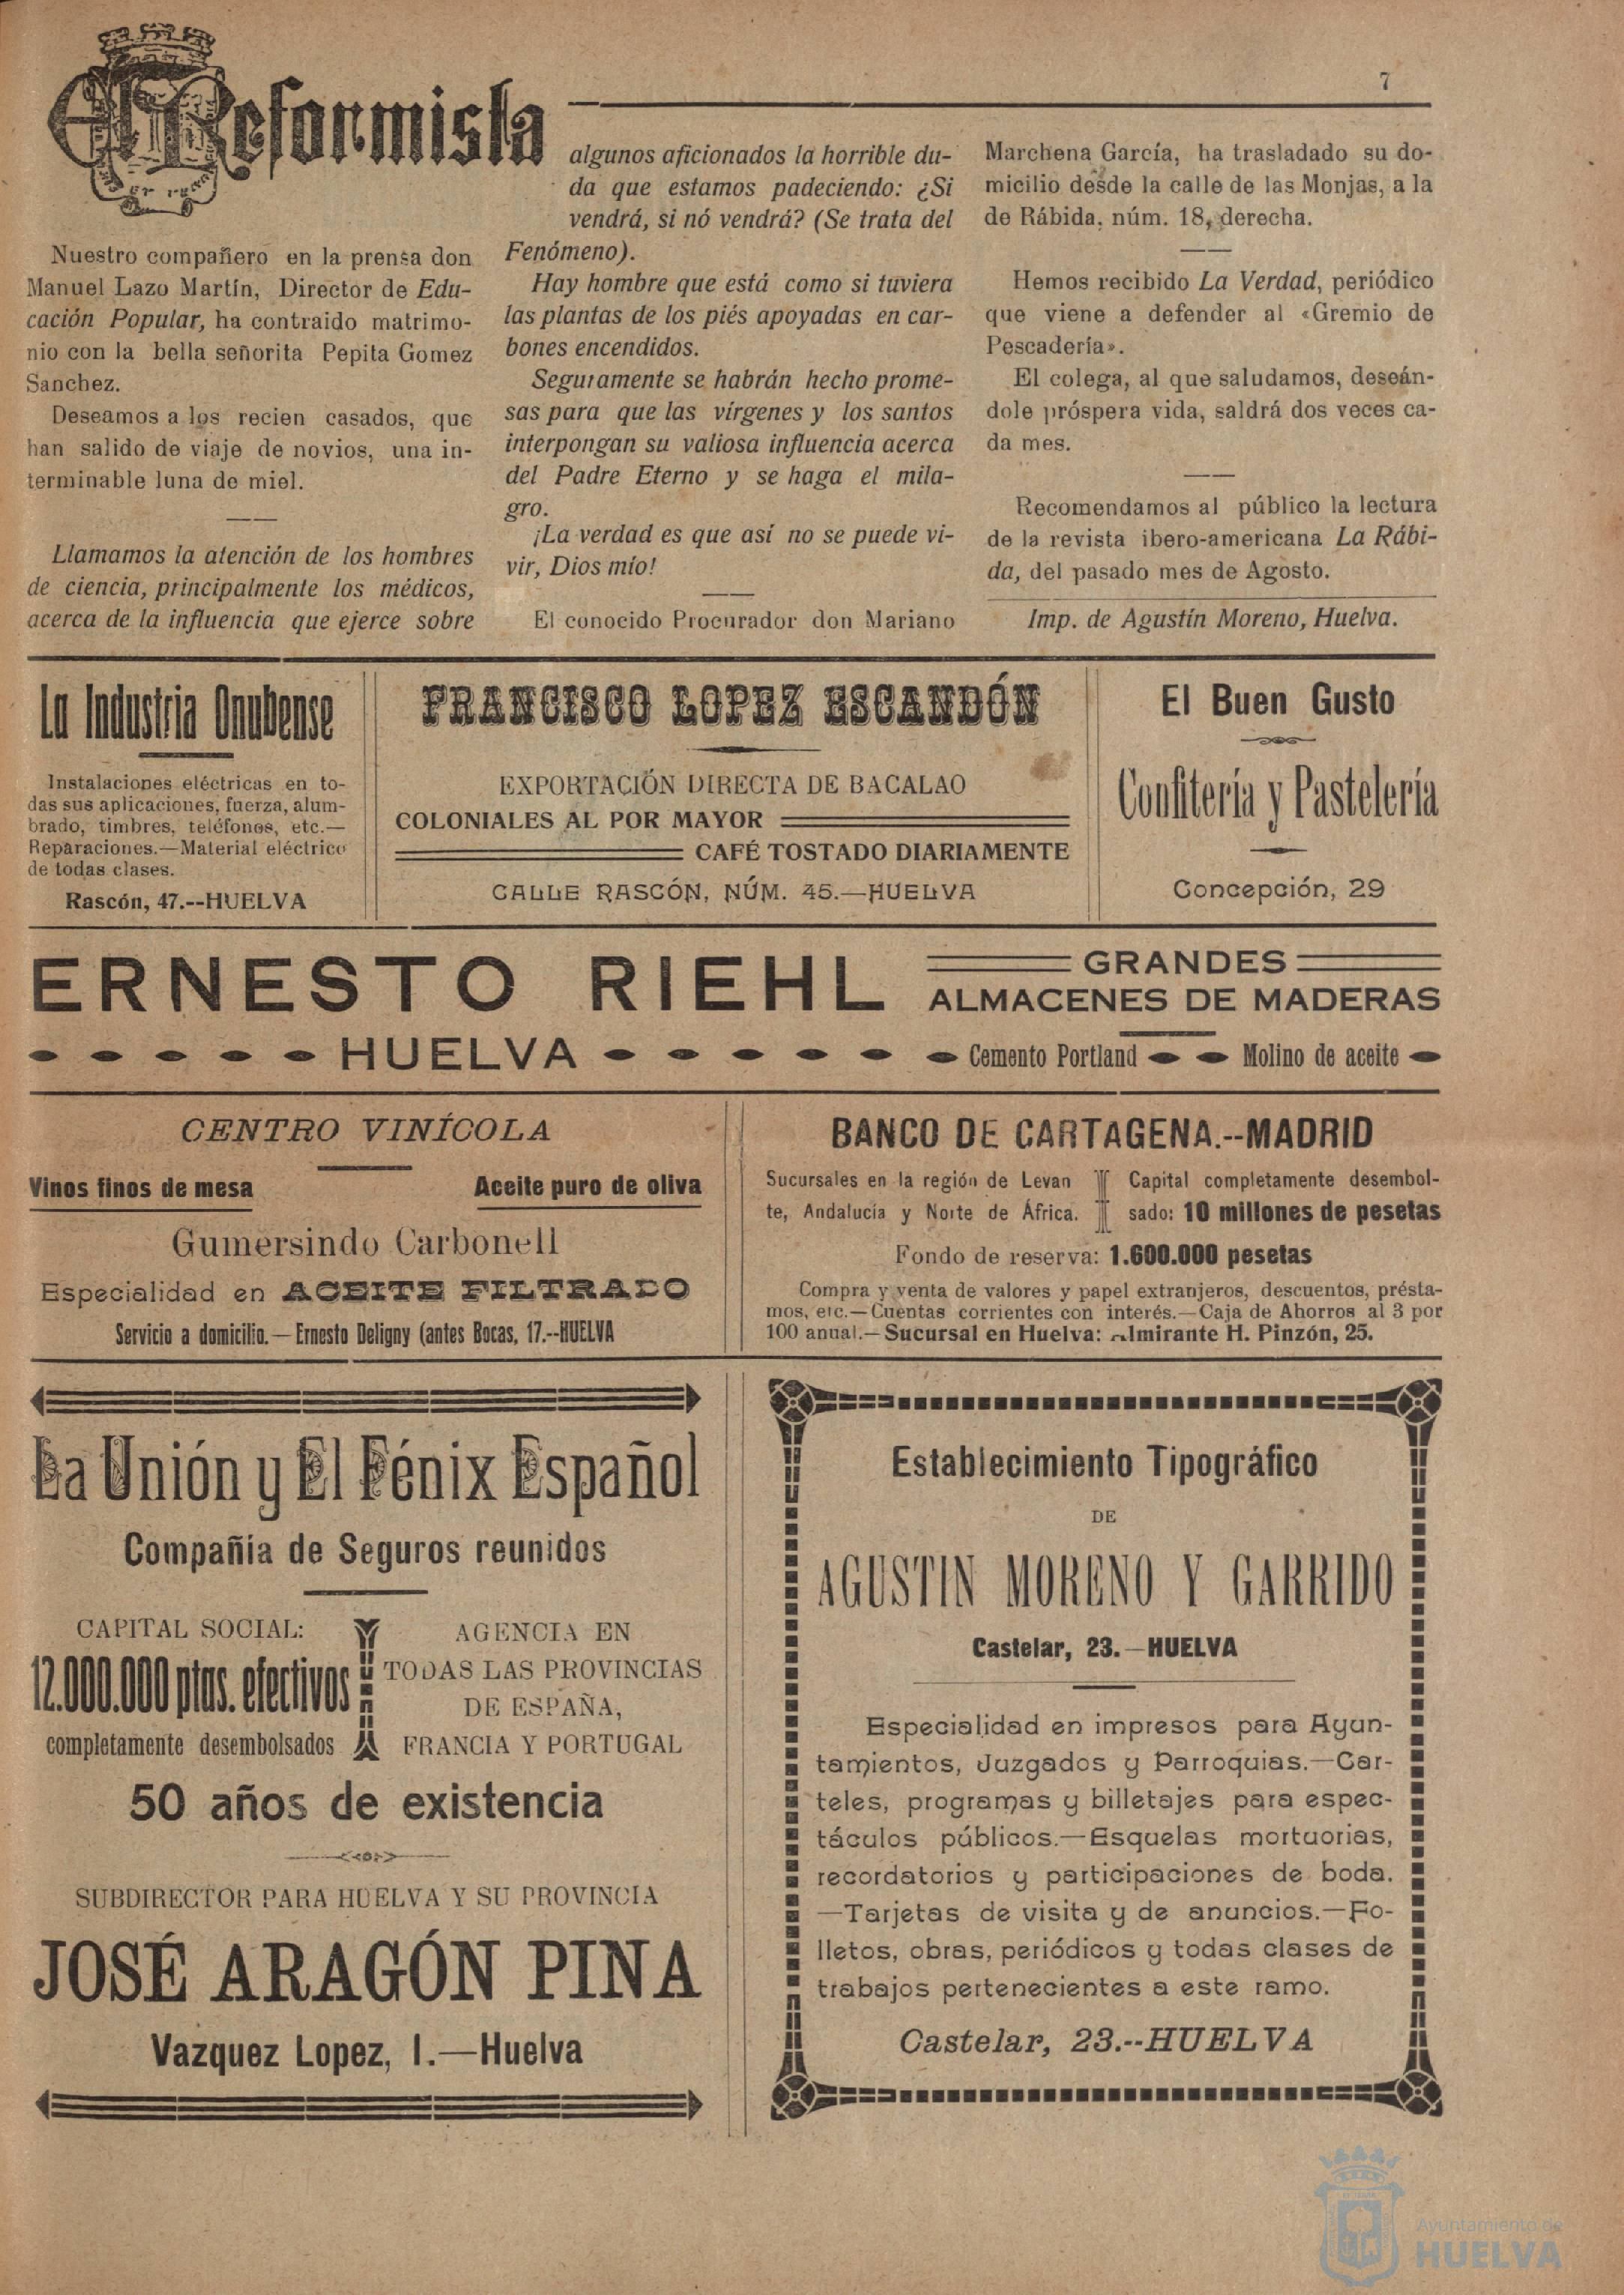 7
El Reformista
Nuestro compañero en la prensa don
Manuel Lazo Martín, Director de Edu-
cación Popular, ha contraido matrimo-
nio con la bella señorita Pepita Gomez
Sanchez.
Deseamos a los recien casados, que
han salido de viaje de novios, una in-
terminable luna de miel.
Llamamos la atención de los hombres
de ciencia, principalmente los médicos,
acerca de la influencia que ejerce sobre
algunos aficionados la horrible du-
da que estamos padeciendo: ¿Si
vendrá, si nó vendrá? (Se trata del
Fenómeno).
Hay hombre que está como si tuviera
las plantas de los piés apoyadas en car-
bones encendidos.
Seguramente se habrán hecho prome-
sas para que las vírgenes y los santos
interpongan su valiosa influencia acerca
del Padre Eterno y se haga el mila-
gro.
¡La verdad es que así no se puede vi-
vir, Dios mío!
El conocido Procurador don Mariano
Marchena García, ha trasladado su do-
micilio desde la calle de las Monjas, a la
de Rábida, núm. 18, derecha.
Hemos recibido La Verdad, periódico
que viene a defender al «Gremio de
Pescadería».
El colega, al que saludamos, deseán-
dole próspera vida, saldrá dos veces ca-
da mes.
Recomendamos al público la lectura
de la revista ibero-americana La Rábi-
da, del pasado mes de Agosto.
Imp. de Agustín Moreno, Huelva.
La Industria Onubense
Instalaciones eléctricas en to-
das sus aplicaciones, fuerza, alum-
brado, timbres, teléfonos, etc.—
Reparaciones.—Material eléctrico
de todas clases.
Rascón, 47.--HUELVA
FRANCISCO LOPEZ ESCANDÓN
EXPORTACIÓN DIRECTA DE BACALAO
COLONIALES AL POR MAYOR
CAFÉ TOSTADO DIARIAMENTE
CALLE RASCÓN, NÚM. 45.—HUELVA
El Buen Gusto
Confitería y Pastelería
Concepción, 29
ERNESTO RIEHL
HUELVA
GRANDES
ALMACENES DE MADERAS
Cemento Portland
Molino de aceite
CENTRO VINÍCOLA
Vinos finos de mesa
Aceite puro de oliva
Gumersindo Carbonell
Especialidad en ACEITE FILTRADO
Servicio a domicilio.—Ernesto Deligny (antes Bocas, 17.--HUELVA
BANCO DE CARTAGENA.--MADRID
Sucursales en la región de Levan
te, Andalucía y Norte de África.
Capital completamente desembol-
sado: 10 millones de pesetas
Fondo de reserva: 1.600.000 pesetas
Compra y venta de valores y papel extranjeros, descuentos, présta-
mos, etc.—Cuentas corrientes con interés.—Caja de Ahorros al 3 por
100 anual.—Sucursal en Huelva: Almirante H. Pinzón, 25.
La Unión y El Fénix Español
Compañía de Seguros reunidos
CAPITAL SOCIAL:
12.000.000 ptas. efectivos
completamente desembolsados
AGENCIA EN
TODAS LAS PROVINCIAS
DE ESPAÑA,
FRANCIA Y PORTUGAL
50 años de existencia
SUBDIRECTOR PARA HUELVA Y SU PROVINCIA
JOSÉ ARAGÓN PINA
Vazquez Lopez, 1.—Huelva
Establecimiento Tipográfico
DE
AGUSTIN MORENO Y GARRIDO
Castelar, 23.—HUELVA
Especialidad en impresos para Ayun-
tamientos, Juzgados y Parroquias.—Car-
teles, programas y billetajes para espec-
táculos públicos.—Esquelas mortuorias,
recordatorios y participaciones de boda.
—Tarjetas de visita y de anuncios.—Fo-
lletos, obras, periódicos y todas clases de
trabajos pertenecientes a este ramo.
Castelar, 23.--HUELVA
Ayuntamiento de
HUELVA